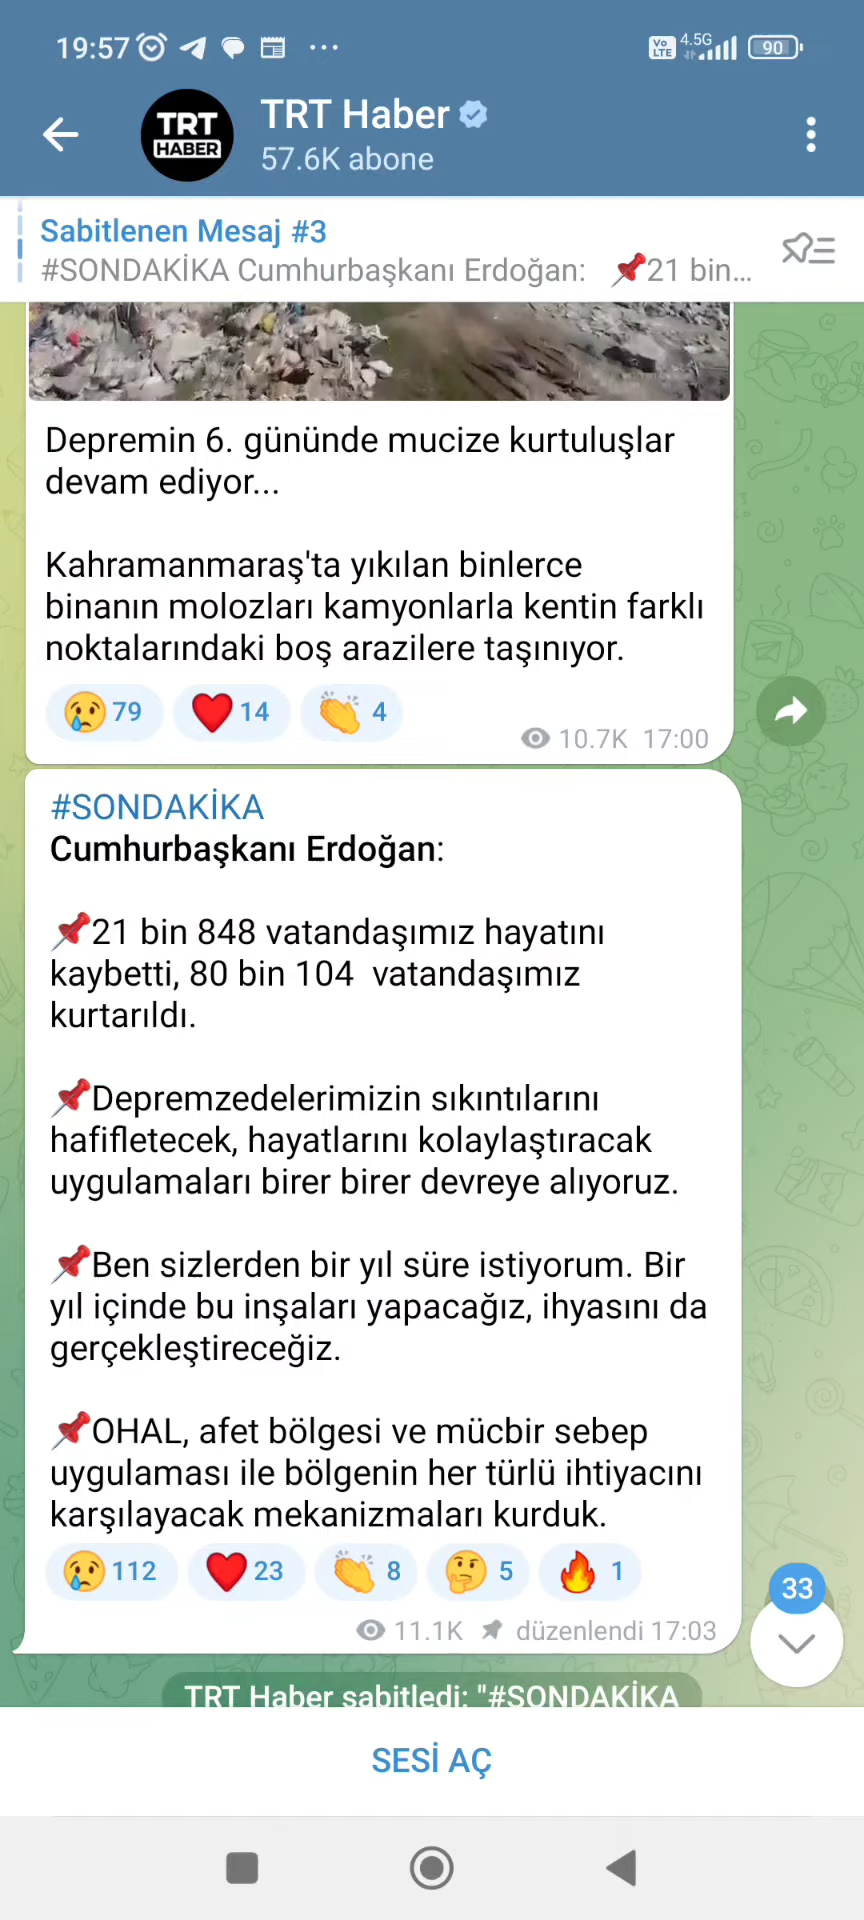 19:57
Vo LTE 4.5G 90
TRT HABER
TRT Haber
57.6K abone
Sabitlenen Mesaj #3
#SONDAKİKA Cumhurbaşkanı Erdoğan: 📌21 bin...
Depremin 6. gününde mucize kurtuluşlar
devam ediyor...
Kahramanmaraş'ta yıkılan binlerce
binanın molozları kamyonlarla kentin farklı
noktalarındaki boş arazilere taşınıyor.
😢 79 ❤️ 14 👏 4
10.7K 17:00
#SONDAKİKA
Cumhurbaşkanı Erdoğan:
📌21 bin 848 vatandaşımız hayatını
kaybetti, 80 bin 104 vatandaşımız
kurtarıldı.
📌Depremzedelerimizin sıkıntılarını
hafifletecek, hayatlarını kolaylaştıracak
uygulamaları birer birer devreye alıyoruz.
📌Ben sizlerden bir yıl süre istiyorum. Bir
yıl içinde bu inşaları yapacağız, ihyasını da
gerçekleştireceğiz.
📌OHAL, afet bölgesi ve mücbir sebep
uygulaması ile bölgenin her türlü ihtiyacını
karşılayacak mekanizmaları kurduk.
😢 112 ❤️ 23 👏 8 🤔 5 🔥 1
33
11.1K düzenlendi 17:03
TRT Haber sabitledi: "#SONDAKİKA
SESİ AÇ